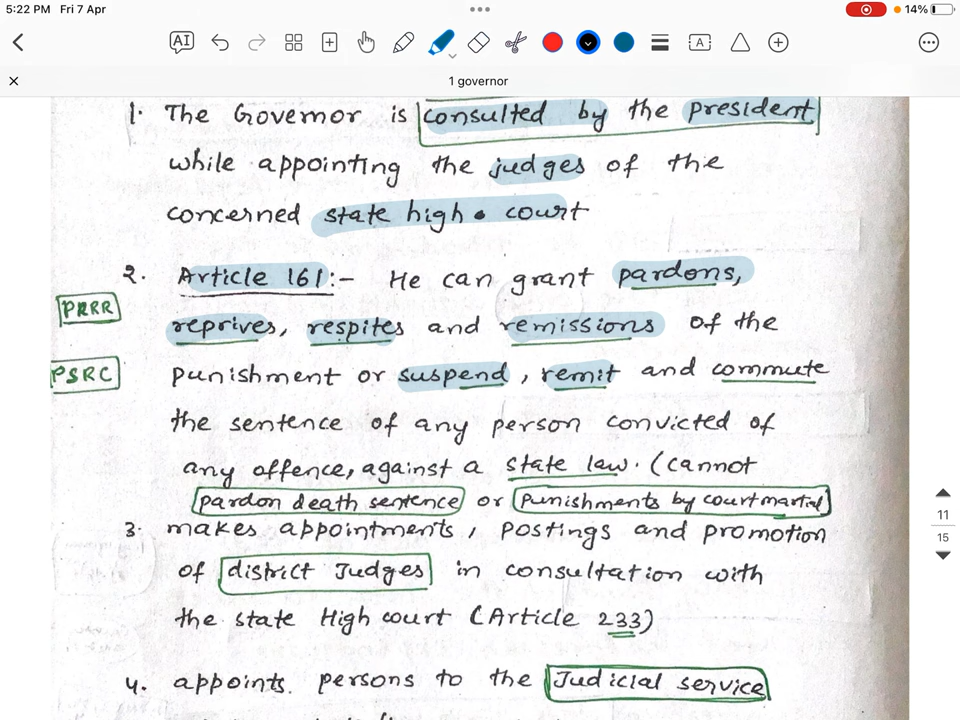 5:22 PM Fri 7 Apr
14%
AI
A
1 governor
1. The Governor is consulted by the president
while appointing the judges of the
concerned state high court
2. Article 161:- He can grant pardons,
PRRR
reprives, respites and remissions of the
PSRC
punishment or suspend, remit and commute
the sentence of any person convicted of
any offence, against a state law. (cannot
pardon death sentence or punishments by court martial)
3. makes appointments, postings and promotion
of district Judges in consultation with
the state High court (Article 233)
4. appoints. persons to the Judicial service
11
15